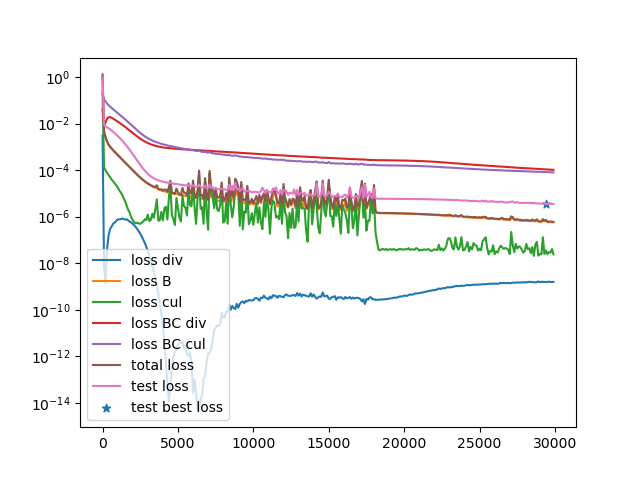 10⁰
10⁻²
10⁻⁴
10⁻⁶
10⁻⁸
10⁻¹⁰
10⁻¹²
10⁻¹⁴
loss div
loss B
loss cul
loss BC div
loss BC cul
total loss
test loss
test best loss
0 5000 10000 15000 20000 25000 30000